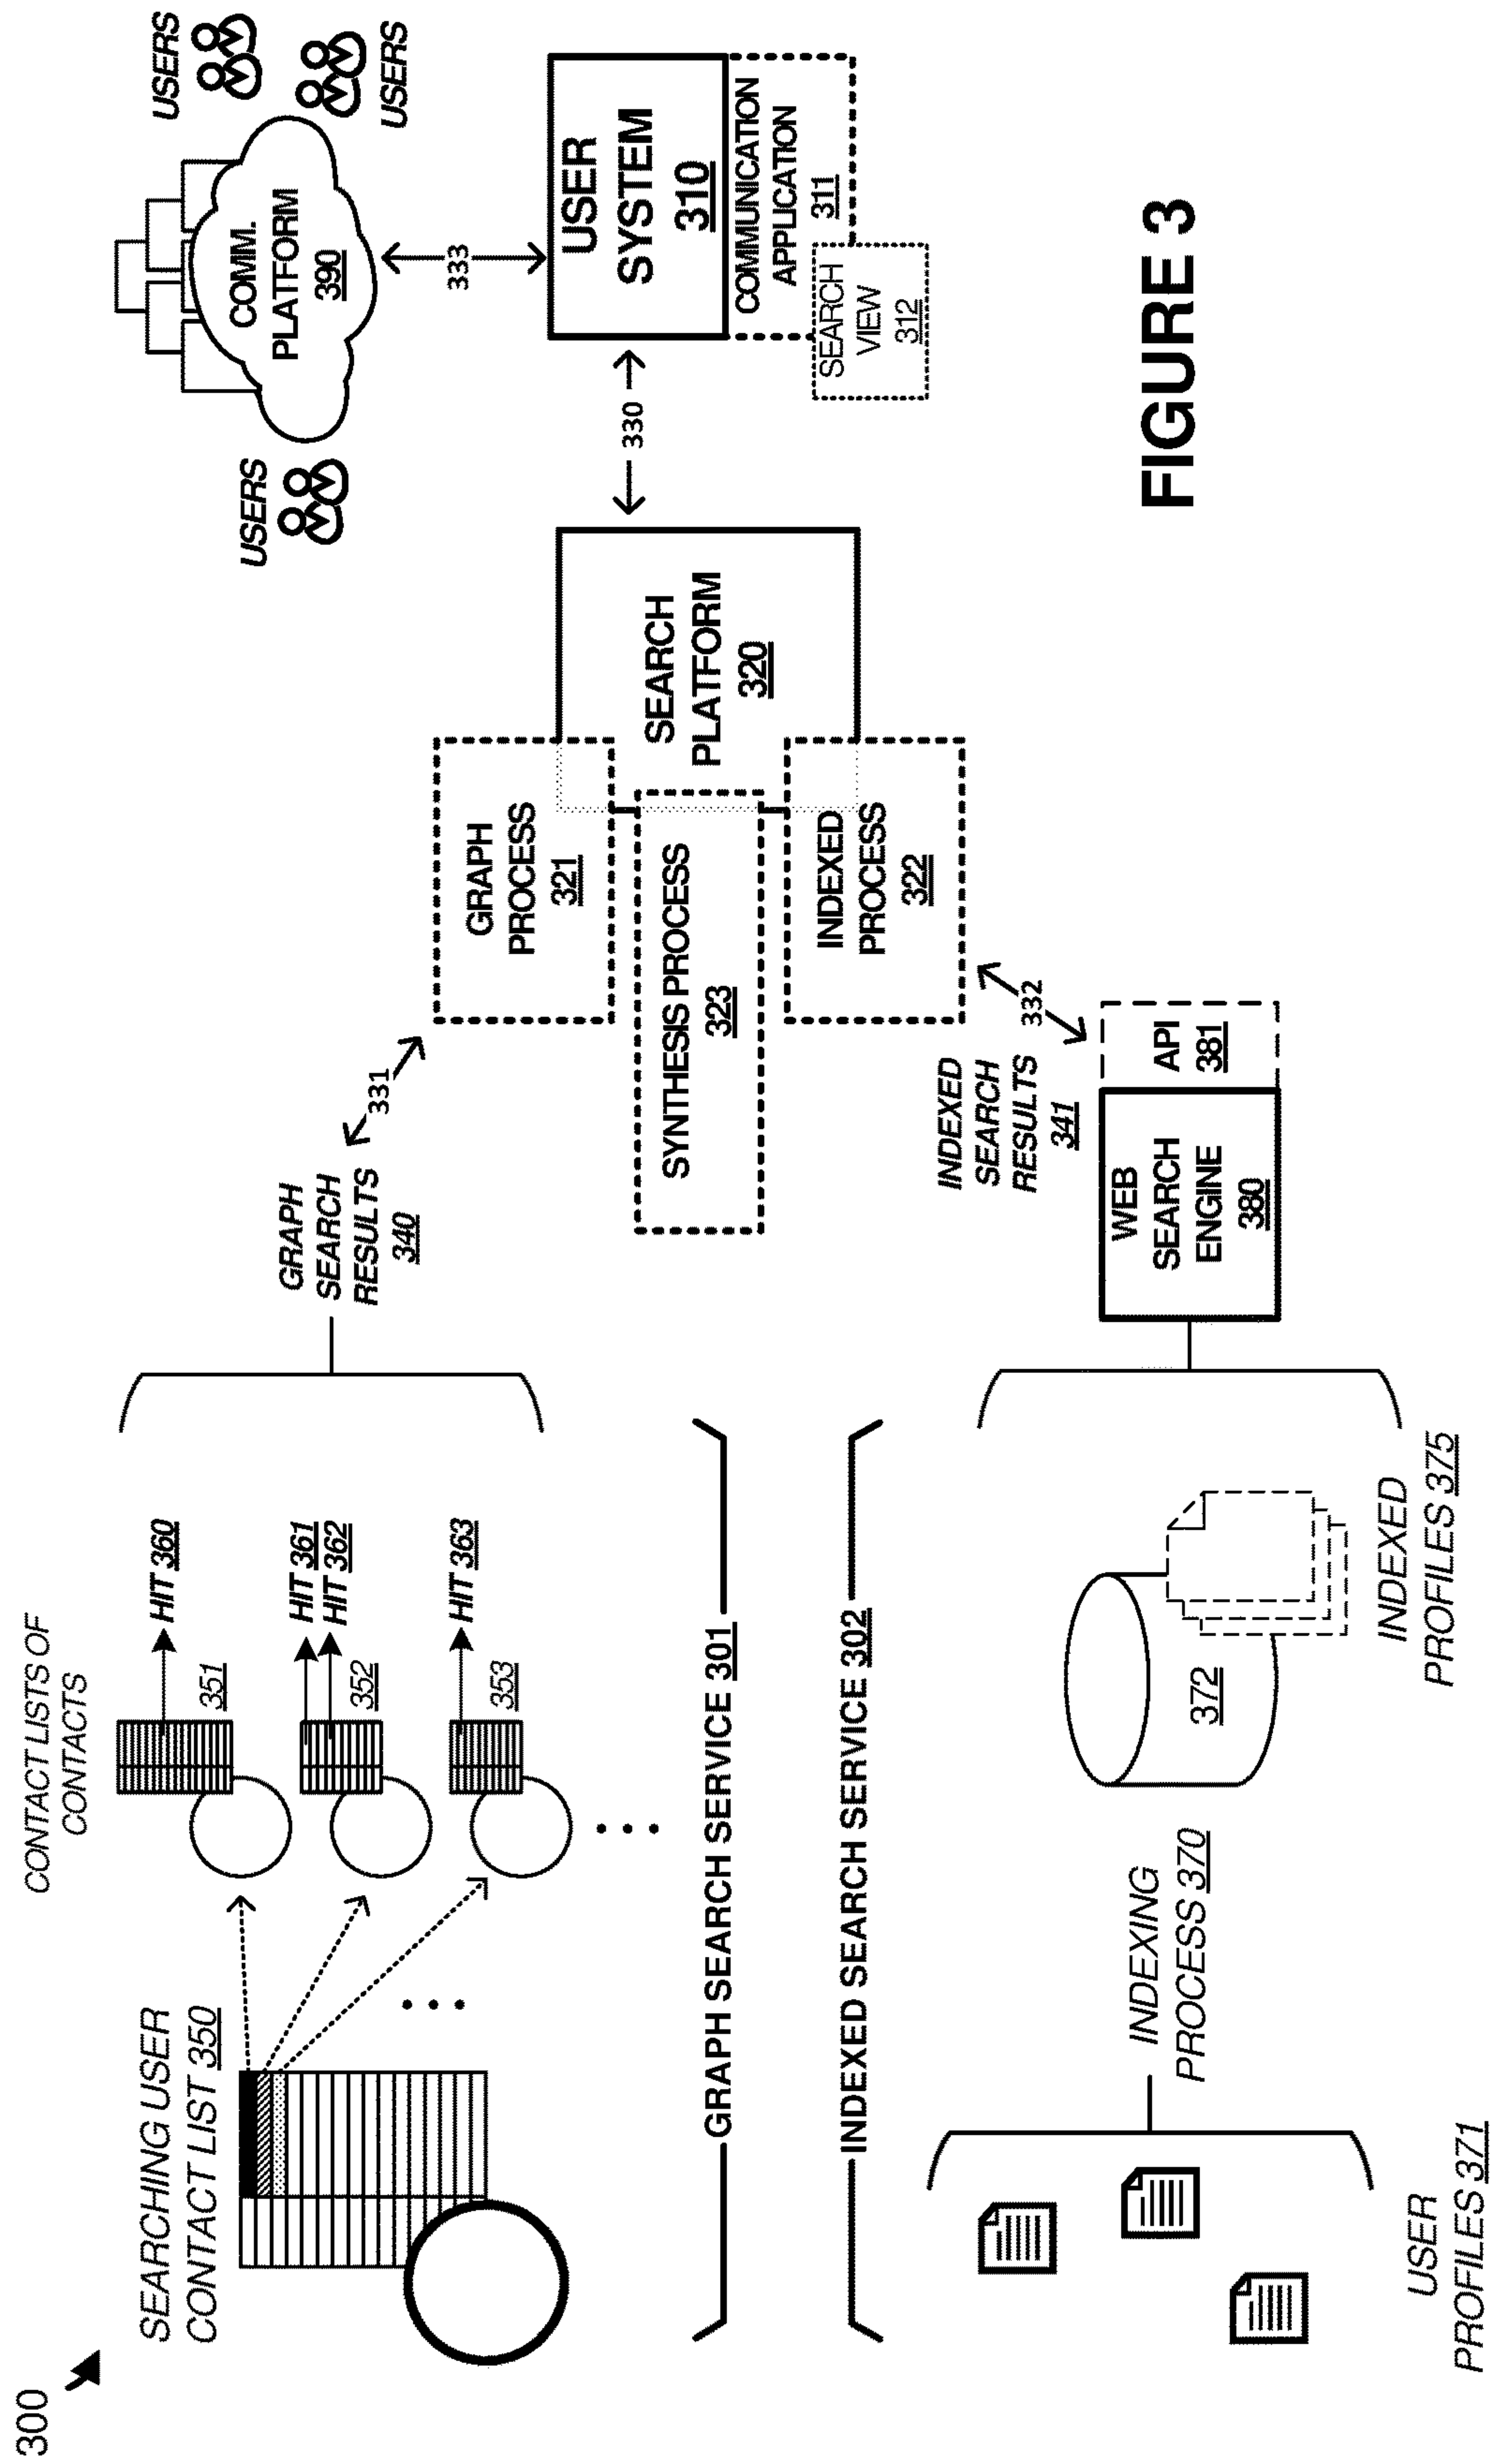 300
SEARCHING USER
CONTACT LIST 350
CONTACT LISTS OF
CONTACTS
351
352
353
HIT 360
HIT 361
HIT 362
HIT 363
GRAPH
SEARCH
RESULTS
340
331
GRAPH SEARCH SERVICE 301
INDEXED SEARCH SERVICE 302
USER
PROFILES 371
INDEXING
PROCESS 370
372
INDEXED
PROFILES 375
WEB
SEARCH
ENGINE
380
API
381
INDEXED
SEARCH
RESULTS
341
332
GRAPH
PROCESS
321
SYNTHESIS PROCESS
323
INDEXED
PROCESS
322
SEARCH
PLATFORM
320
330
USERS
COMM.
PLATFORM
390
USERS
USERS
333
USER
SYSTEM
310
COMMUNICATION
APPLICATION
311
SEARCH
VIEW
312
FIGURE 3